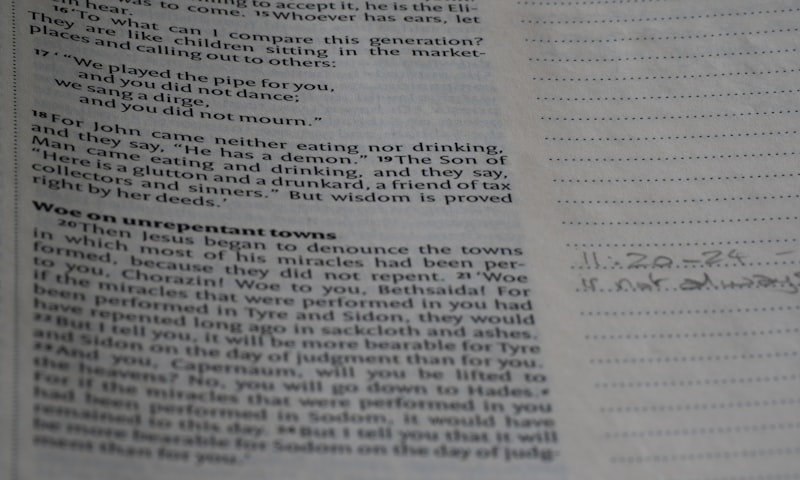 was to come. 15 Whoever has ears, let
hear.
16 'To what can I compare this generation?
They are like children sitting in the market-
places and calling out to others:
17 ' "We played the pipe for you,
and you did not dance;
we sang a dirge,
and you did not mourn."
18 For John came neither eating nor drinking,
and they say, "He has a demon." 19 The Son of
Man came eating and drinking, and they say,
"Here is a glutton and a drunkard, a friend of tax
collectors and sinners." But wisdom is proved
right by her deeds.'
Woe on unrepentant towns
20 Then Jesus began to denounce the towns
in which most of his miracles had been per-
formed, because they did not repent. 21 'Woe
to you, Chorazin! Woe to you, Bethsaida! For
if the miracles that were performed in you had
been performed in Tyre and Sidon, they would
have repented long ago in sackcloth and ashes.
22 But I tell you, it will be more bearable for Tyre
and Sidon on the day of judgment than for you.
23 And you, Capernaum, will you be lifted to
the heavens? No, you will go down to Hades.
For if the miracles that were performed in you
had been performed in Sodom, it would have
remained to this day. 24 But I tell you that it will
be more bearable for Sodom on the day of judg-
ment than for you.'
11:20-24 -